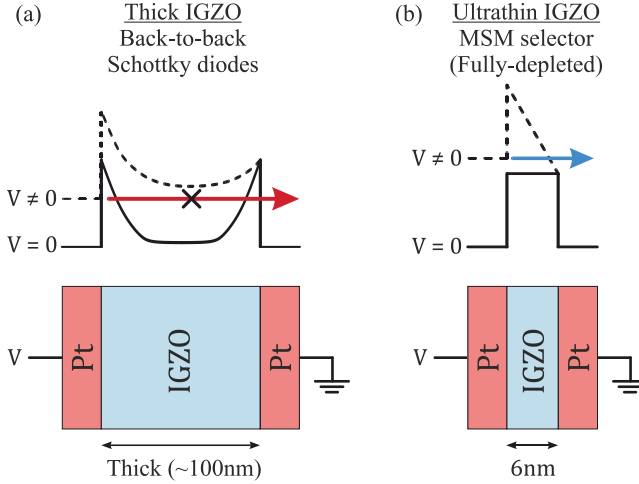 (a)
Thick IGZO
Back-to-back
Schottky diodes
V ≠ 0
V = 0
V
Pt
IGZO
Pt
Thick (~100nm)
(b)
Ultrathin IGZO
MSM selector
(Fully-depleted)
V ≠ 0
V = 0
V
Pt
IGZO
Pt
6nm